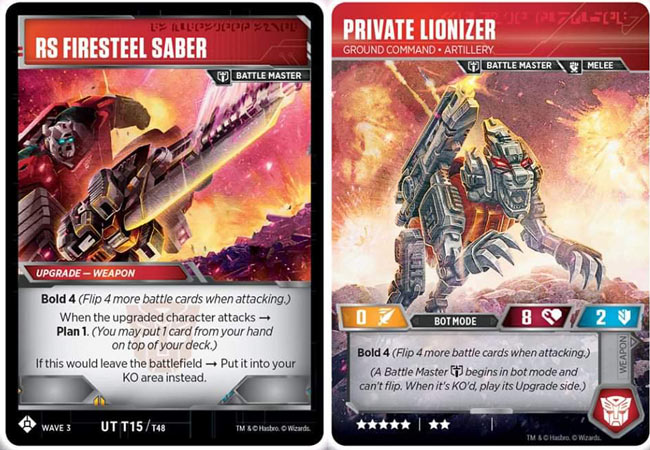 RS FIRESTEEL SABER
BATTLE MASTER
UPGRADE – WEAPON
Bold 4 (Flip 4 more battle cards when attacking.)
When the upgraded character attacks →
Plan 1. (You may put 1 card from your hand
on top of your deck.)
If this would leave the battlefield → Put it into your
KO area instead.
WAVE 3
UT T15 / T48
TM & © Hasbro. © Wizards.
PRIVATE LIONIZER
GROUND COMMAND • ARTILLERY
BATTLE MASTER
MELEE
0
BOT MODE
8
2
Bold 4 (Flip 4 more battle cards when attacking.)
(A Battle Master begins in bot mode and
can't flip. When it's KO'd, play its Upgrade side.)
WEAPON
TM & © Hasbro. © Wizards.